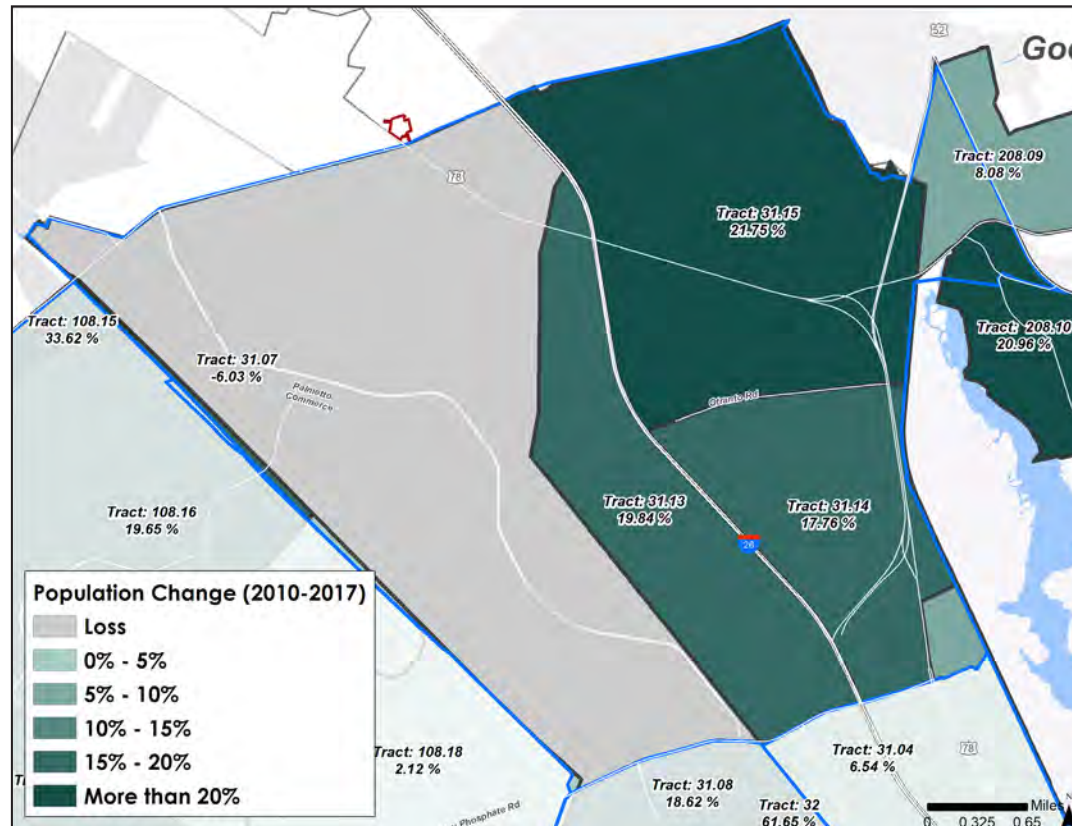 52
Goo
Tract: 208.09
8.08 %
78
Tract: 31.15
21.75 %
Tract: 108.15
33.62 %
Tract: 208.10
20.96 %
Tract: 31.07
-6.03 %
Palmetto
Commerce
Otranto Rd
Tract: 31.13
19.84 %
Tract: 31.14
17.76 %
Tract: 108.16
19.65 %
26
Population Change (2010-2017)
Loss
0% - 5%
5% - 10%
10% - 15%
15% - 20%
More than 20%
Tract: 108.18
2.12 %
Tract: 31.04
6.54 %
78
Tract: 31.08
18.62 %
Tract: 32
61.65 %
Phosphate Rd
Miles
0 0.325 0.65
N